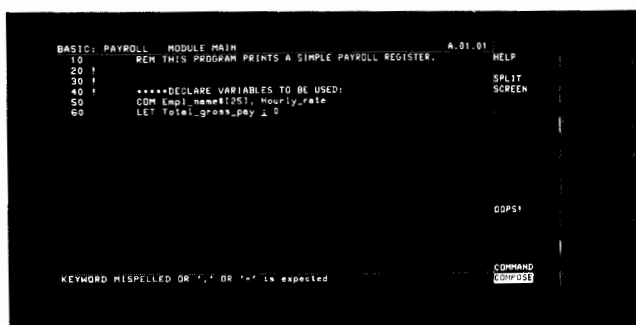 BASIC: PAYROLL MODULE MAIN A.01.01
10 REM THIS PROGRAM PRINTS A SIMPLE PAYROLL REGISTER. HELP
20 !
30 ! SPLIT
40 ! *****DECLARE VARIABLES TO BE USED: SCREEN
50 COM Empl_name$[25], Hourly_rate
60 LET Total_gross_pay ; 0
OOPS!
COMMAND
KEYWORD MISPELLED OR ',' OR '=' is expected COMPOSE